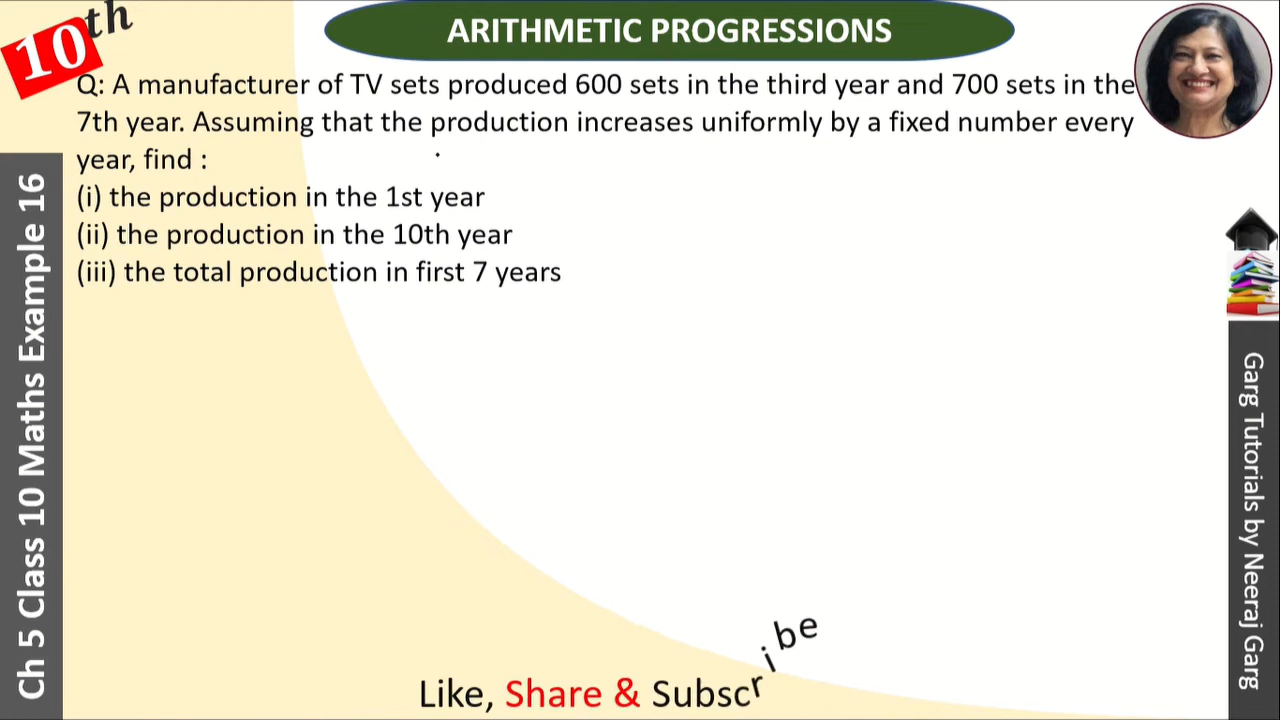 10th
ARITHMETIC PROGRESSIONS
Q: A manufacturer of TV sets produced 600 sets in the third year and 700 sets in the
7th year. Assuming that the production increases uniformly by a fixed number every
year, find :
(i) the production in the 1st year
(ii) the production in the 10th year
(iii) the total production in first 7 years
Ch 5 Class 10 Maths Example 16
Garg Tutorials by Neeraj Garg
Like, Share & Subscribe